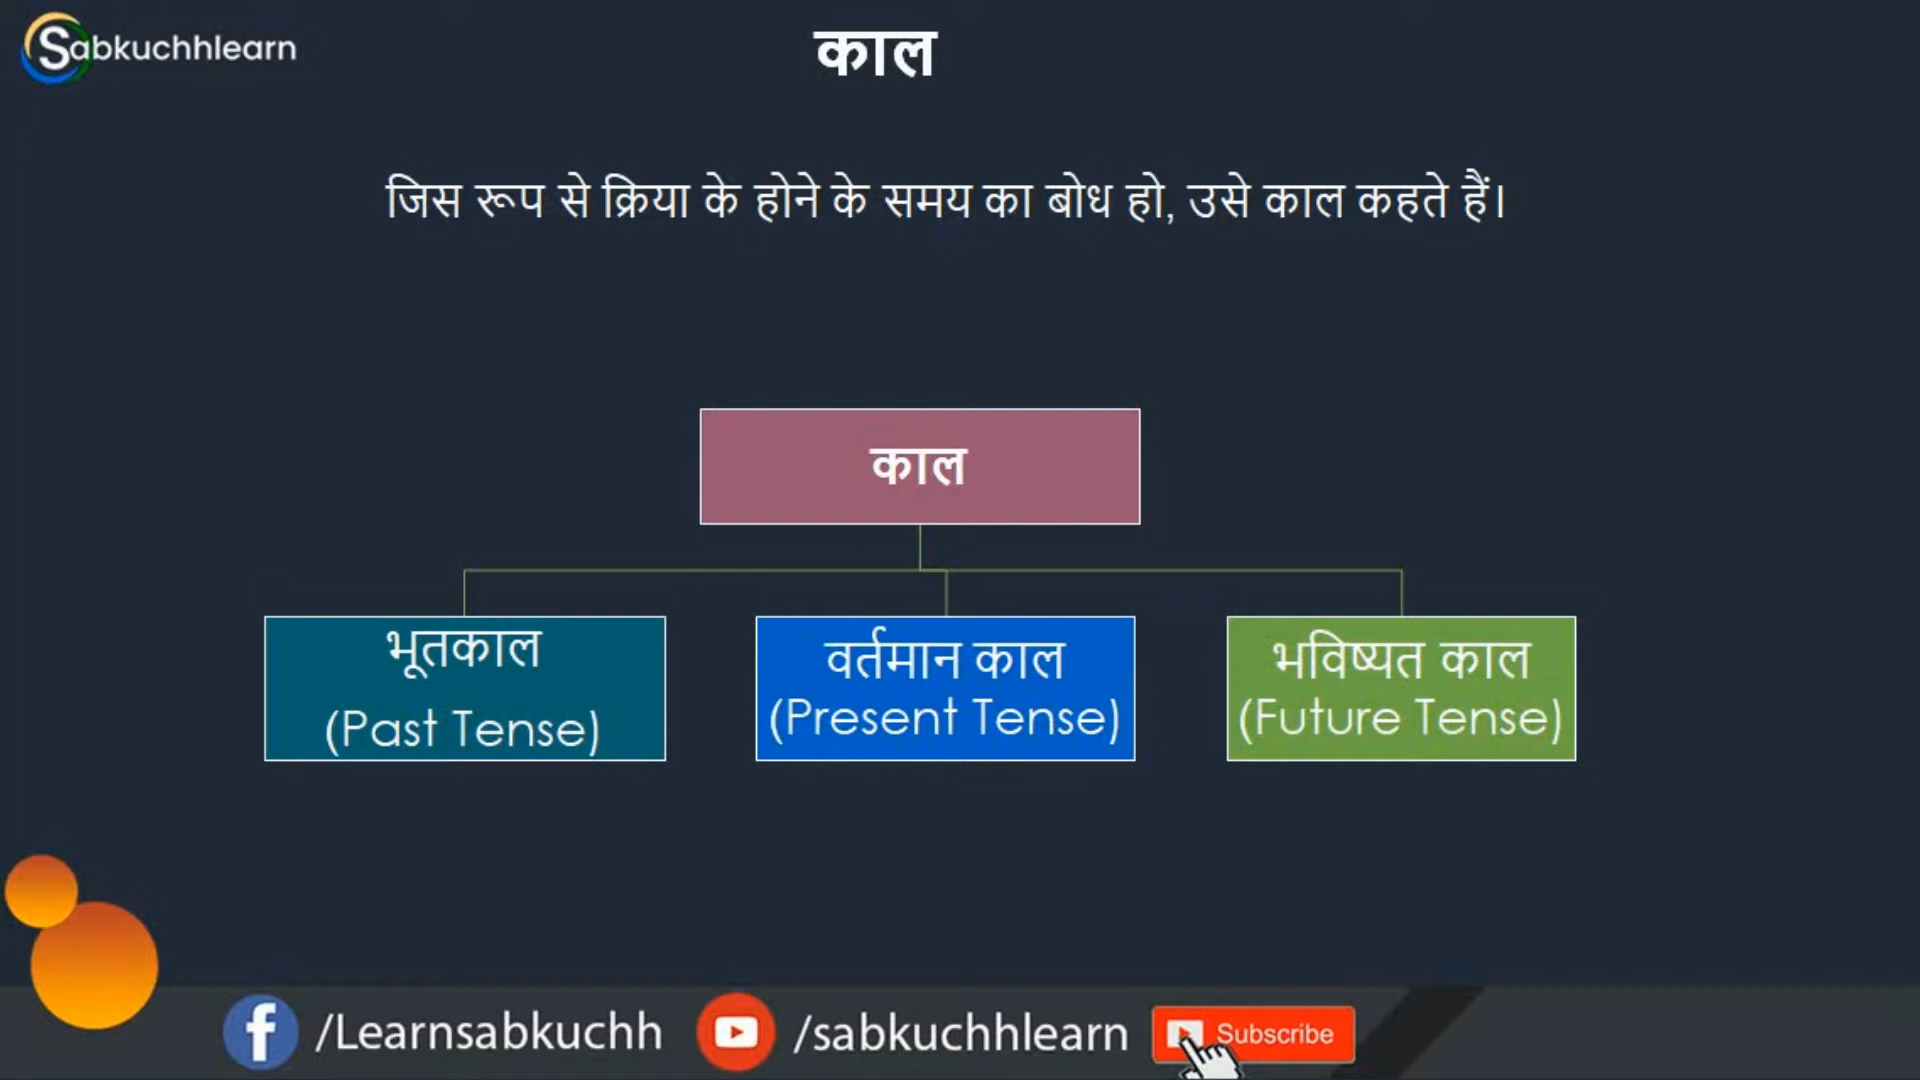 Sabkuchhlearn
काल
जिस रूप से क्रिया के होने के समय का बोध हो, उसे काल कहते हैं।
काल
भूतकाल
(Past Tense)
वर्तमान काल
(Present Tense)
भविष्यत काल
(Future Tense)
/Learnsabkuchh
/sabkuchhlearn
Subscribe